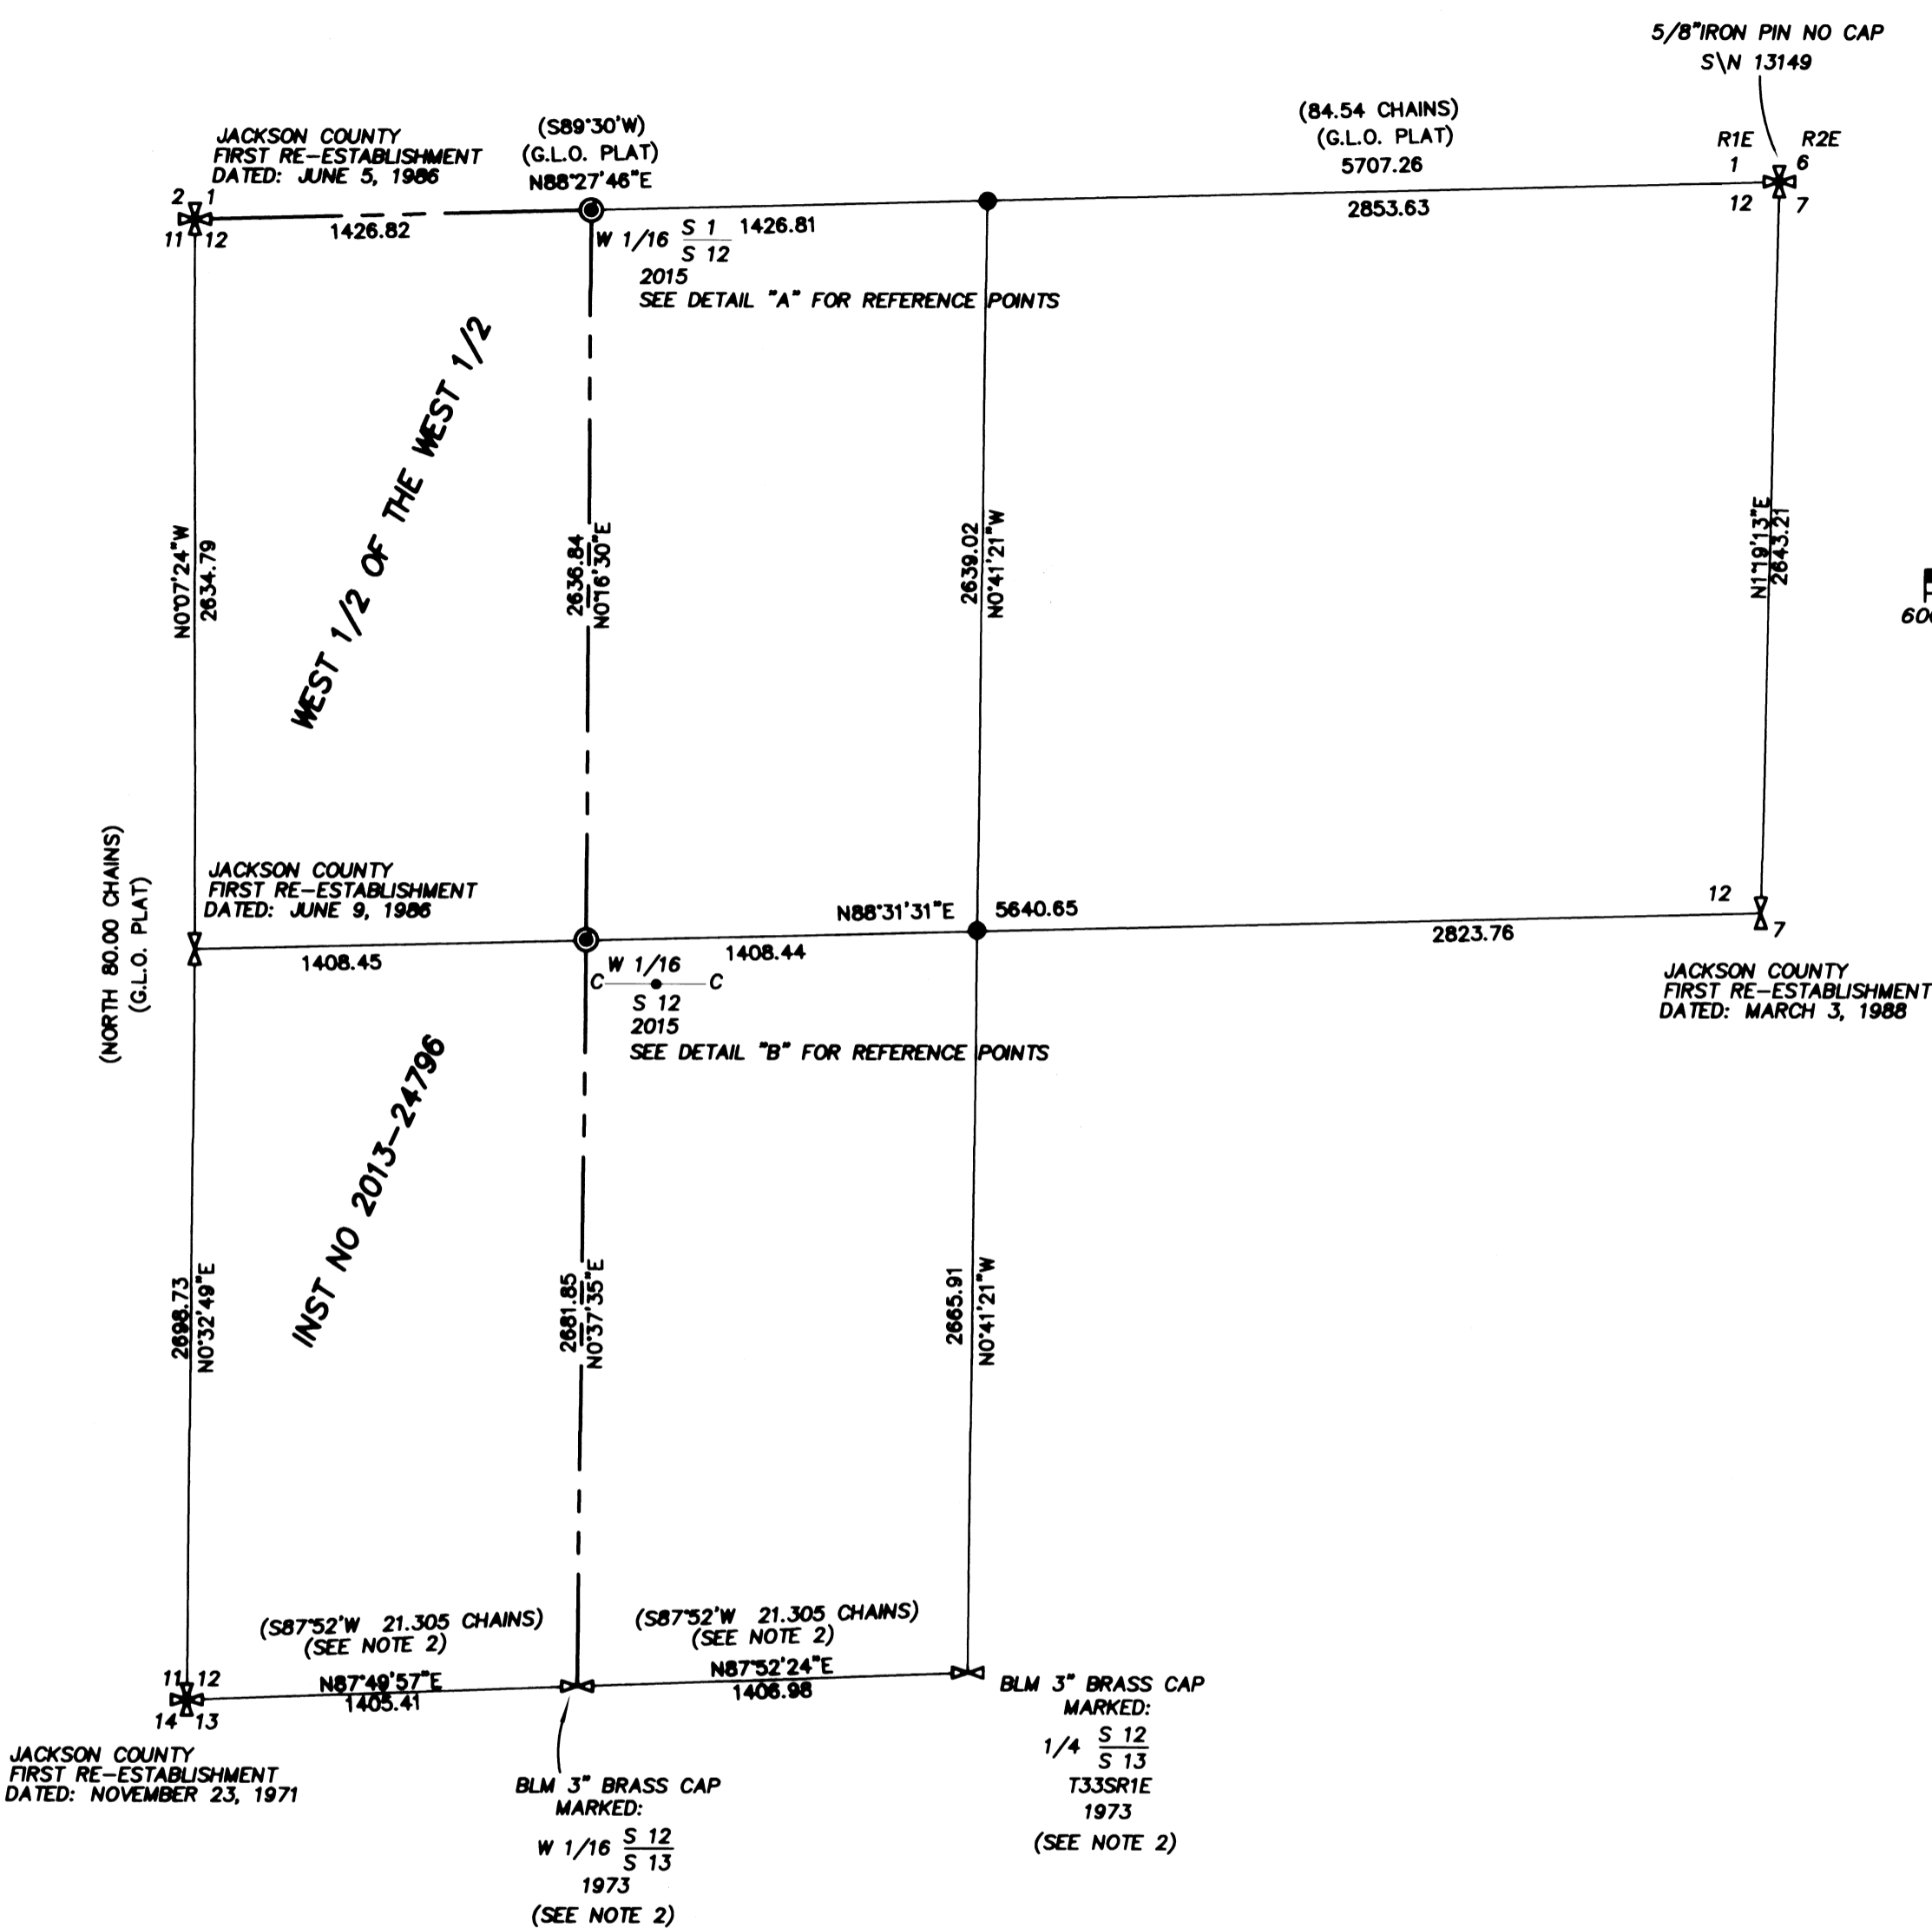 5/8"IRON PIN NO CAP
S\N 13149
(84.54 CHAINS)
(G.L.O. PLAT)
5707.26
R1E R2E
1 6
12 7
2853.63
(S89°30'W)
(G.L.O. PLAT)
N88°27'46"E
JACKSON COUNTY
FIRST RE-ESTABLISHMENT
DATED: JUNE 5, 1986
2 1
11 12
1426.82
W 1/16 S 1 1426.81
S 12
2015
SEE DETAIL "A" FOR REFERENCE POINTS
WEST 1/2 OF THE WEST 1/2
N0°07'24"W
2634.79
2636.84
N0°16'30"E
2639.02
N0°41'21"W
N1°19'13"E
2643.21
(NORTH 80.00 CHAINS)
(G.L.O. PLAT)
JACKSON COUNTY
FIRST RE-ESTABLISHMENT
DATED: JUNE 9, 1986
N88°31'31"E 5640.65
12
7
1408.45
1408.44
2823.76
W 1/16
C C
S 12
2015
SEE DETAIL "B" FOR REFERENCE POINTS
JACKSON COUNTY
FIRST RE-ESTABLISHMENT
DATED: MARCH 3, 1988
INST NO 2013-24796
2698.73
N0°32'49"E
2681.85
N0°37'35"E
2665.91
N0°41'21"W
(S87°52'W 21.305 CHAINS)
(SEE NOTE 2)
N87°49'57"E
1405.41
(S87°52'W 21.305 CHAINS)
(SEE NOTE 2)
N87°52'24"E
1406.98
11 12
14 13
JACKSON COUNTY
FIRST RE-ESTABLISHMENT
DATED: NOVEMBER 23, 1971
BLM 3" BRASS CAP
MARKED:
W 1/16 S 12
S 13
1973
(SEE NOTE 2)
BLM 3" BRASS CAP
MARKED:
1/4 S 12
S 13
T33SR1E
1973
(SEE NOTE 2)